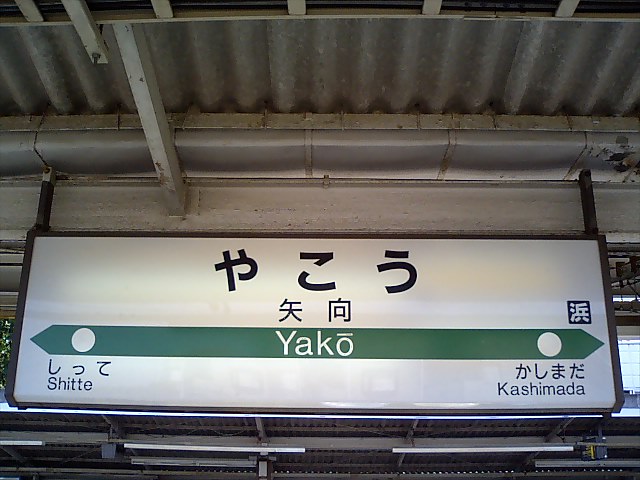 やこう
矢向
浜
Yakō
しって
Shitte
かしまだ
Kashimada